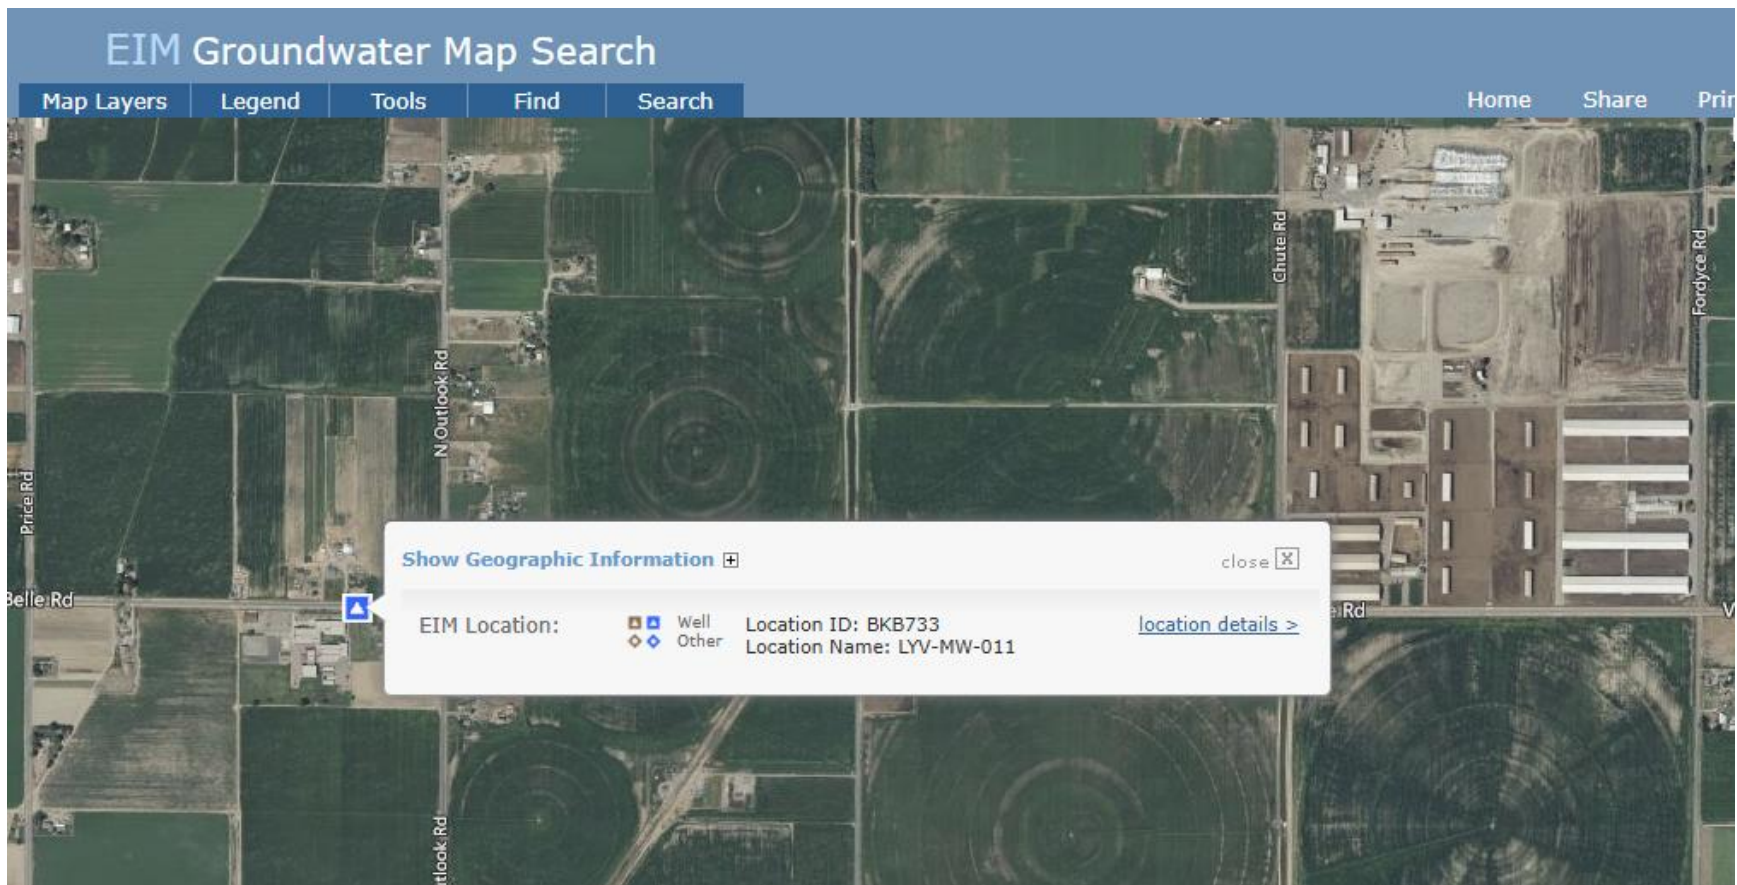 EIM Groundwater Map Search
Map Layers Legend Tools Find Search
Home Share Prin
Chute Rd
Fordyce Rd
N Outlook Rd
Price Rd
Show Geographic Information
close X
Belle Rd
EIM Location:
Well
Other
Location ID: BKB733
Location Name: LYV-MW-011
location details >
e Rd
V
utlook Rd